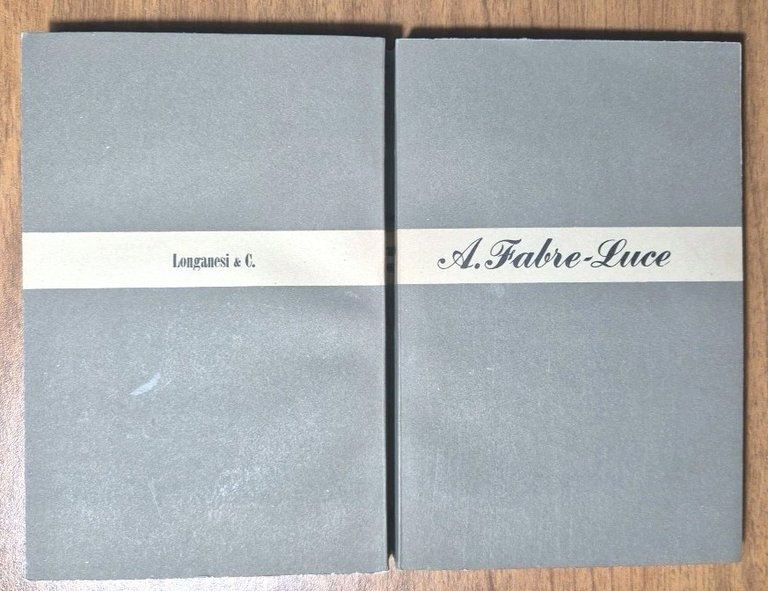 Longanesi & C.
A. Fabre-Luce